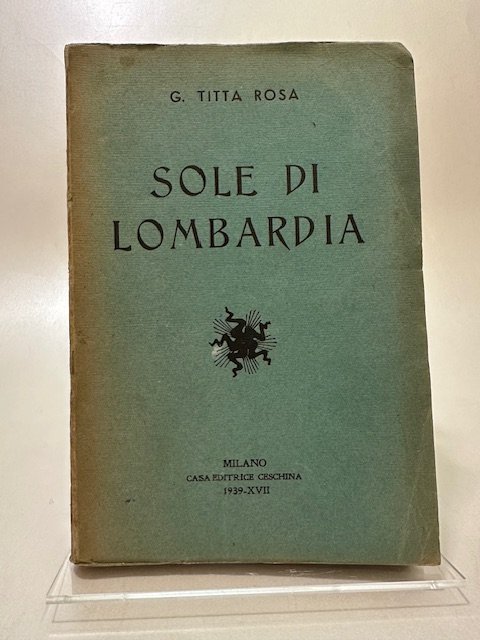 G. TITTA ROSA
SOLE DI
LOMBARDIA
MILANO
CASA EDITRICE CESCHINA
1939-XVII